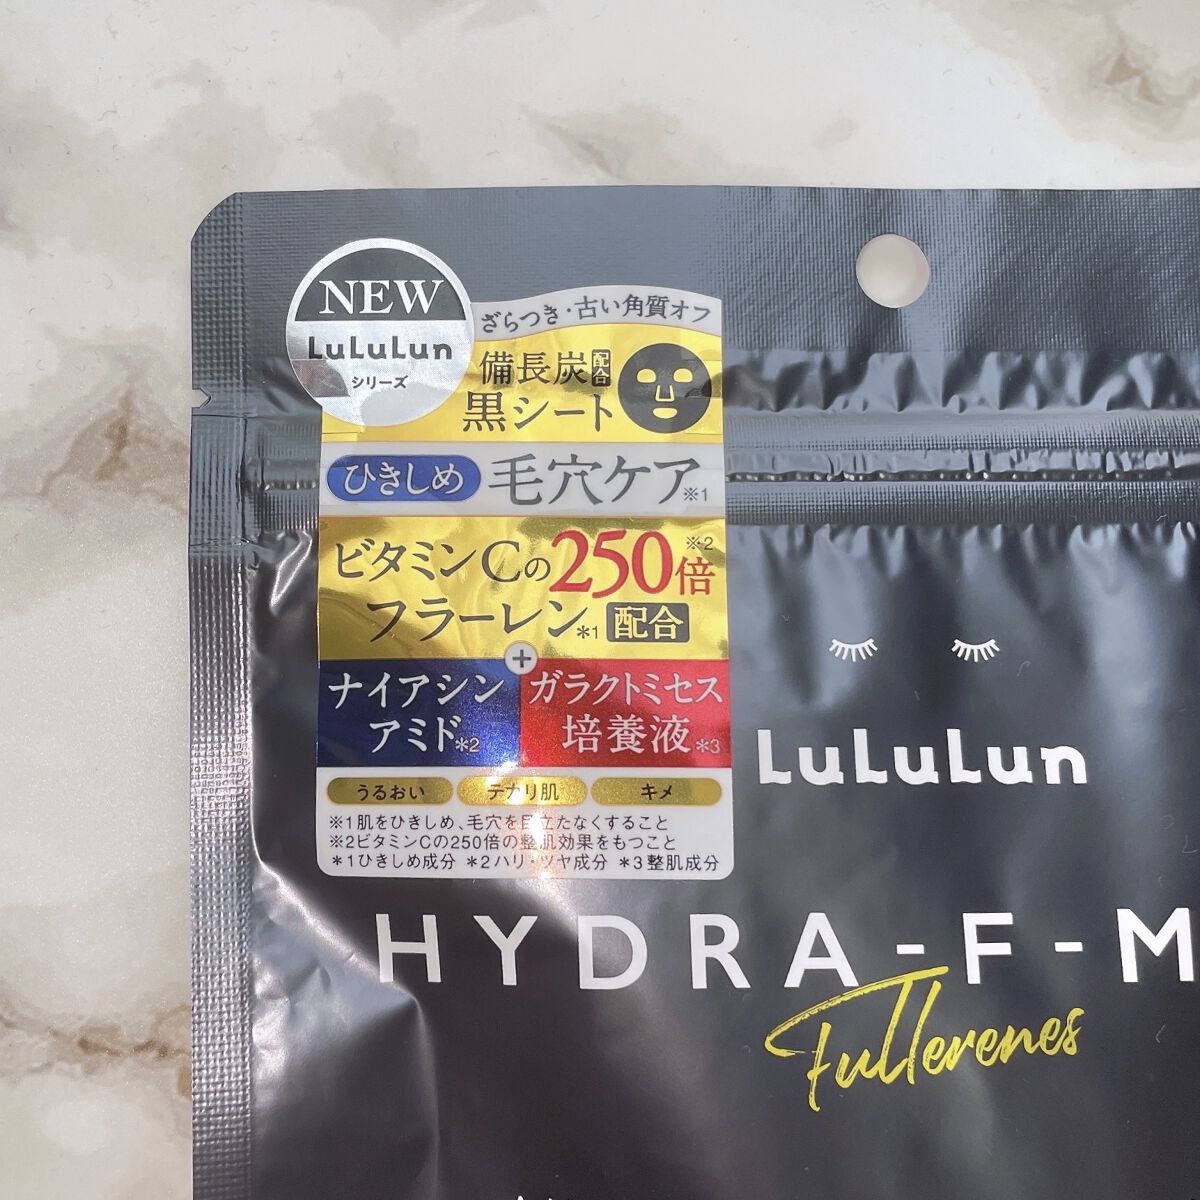 NEW
LuLuLun
シリーズ
ざらつき・古い角質オフ
備長炭配合
黒シート
ひきしめ 毛穴ケア※1
ビタミンCの250倍※2
フラーレン*1 配合
+
ナイアシン
アミド*2
ガラクトミセス
培養液*3
うるおい テカリ肌 キメ
※1肌をひきしめ、毛穴を目立たなくすること
※2ビタミンCの250倍の整肌効果をもつこと
*1ひきしめ成分 *2ハリ・ツヤ成分 *3整肌成分
LuLuLun
HYDRA-F-M
Fullerenes